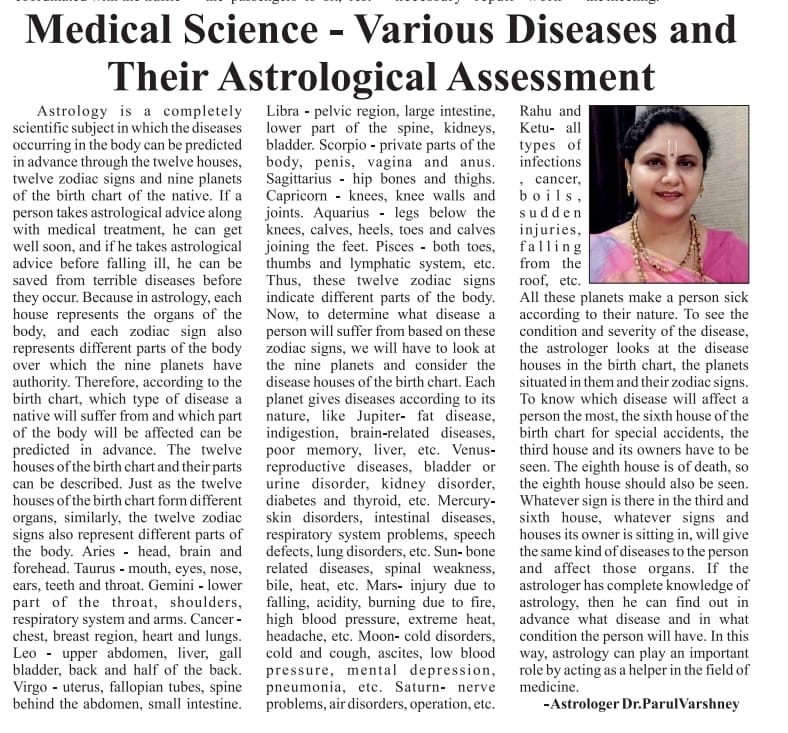 Medical Science - Various Diseases and
Their Astrological Assessment
Astrology is a completely
scientific subject in which the diseases
occurring in the body can be predicted
in advance through the twelve houses,
twelve zodiac signs and nine planets
of the birth chart of the native. If a
person takes astrological advice along
with medical treatment, he can get
well soon, and if he takes astrological
advice before falling ill, he can be
saved from terrible diseases before
they occur. Because in astrology, each
house represents the organs of the
body, and each zodiac sign also
represents different parts of the body
over which the nine planets have
authority. Therefore, according to the
birth chart, which type of disease a
native will suffer from and which part
of the body will be affected can be
predicted in advance. The twelve
houses of the birth chart and their parts
can be described. Just as the twelve
houses of the birth chart form different
organs, similarly, the twelve zodiac
signs also represent different parts of
the body. Aries - head, brain and
forehead. Taurus - mouth, eyes, nose,
ears, teeth and throat. Gemini - lower
part of the throat, shoulders,
respiratory system and arms. Cancer -
chest, breast region, heart and lungs.
Leo - upper abdomen, liver, gall
bladder, back and half of the back.
Virgo - uterus, fallopian tubes, spine
behind the abdomen, small intestine.
Libra - pelvic region, large intestine,
lower part of the spine, kidneys,
bladder. Scorpio - private parts of the
body, penis, vagina and anus.
Sagittarius - hip bones and thighs.
Capricorn - knees, knee walls and
joints. Aquarius - legs below the
knees, calves, heels, toes and calves
joining the feet. Pisces - both toes,
thumbs and lymphatic system, etc.
Thus, these twelve zodiac signs
indicate different parts of the body.
Now, to determine what disease a
person will suffer from based on these
zodiac signs, we will have to look at
the nine planets and consider the
disease houses of the birth chart. Each
planet gives diseases according to its
nature, like Jupiter- fat disease,
indigestion, brain-related diseases,
poor memory, liver, etc. Venus-
reproductive diseases, bladder or
urine disorder, kidney disorder,
diabetes and thyroid, etc. Mercury-
skin disorders, intestinal diseases,
respiratory system problems, speech
defects, lung disorders, etc. Sun- bone
related diseases, spinal weakness,
bile, heat, etc. Mars- injury due to
falling, acidity, burning due to fire,
high blood pressure, extreme heat,
headache, etc. Moon- cold disorders,
cold and cough, ascites, low blood
pressure, mental depression,
pneumonia, etc. Saturn- nerve
problems, air disorders, operation, etc.
Rahu and
Ketu- all
types of
infections
, cancer,
boils,
sudden
injuries,
falling
from the
roof, etc.
All these planets make a person sick
according to their nature. To see the
condition and severity of the disease,
the astrologer looks at the disease
houses in the birth chart, the planets
situated in them and their zodiac signs.
To know which disease will affect a
person the most, the sixth house of the
birth chart for special accidents, the
third house and its owners have to be
seen. The eighth house is of death, so
the eighth house should also be seen.
Whatever sign is there in the third and
sixth house, whatever signs and
houses its owner is sitting in, will give
the same kind of diseases to the person
and affect those organs. If the
astrologer has complete knowledge of
astrology, then he can find out in
advance what disease and in what
condition the person will have. In this
way, astrology can play an important
role by acting as a helper in the field of
medicine.
-Astrologer Dr.ParulVarshney